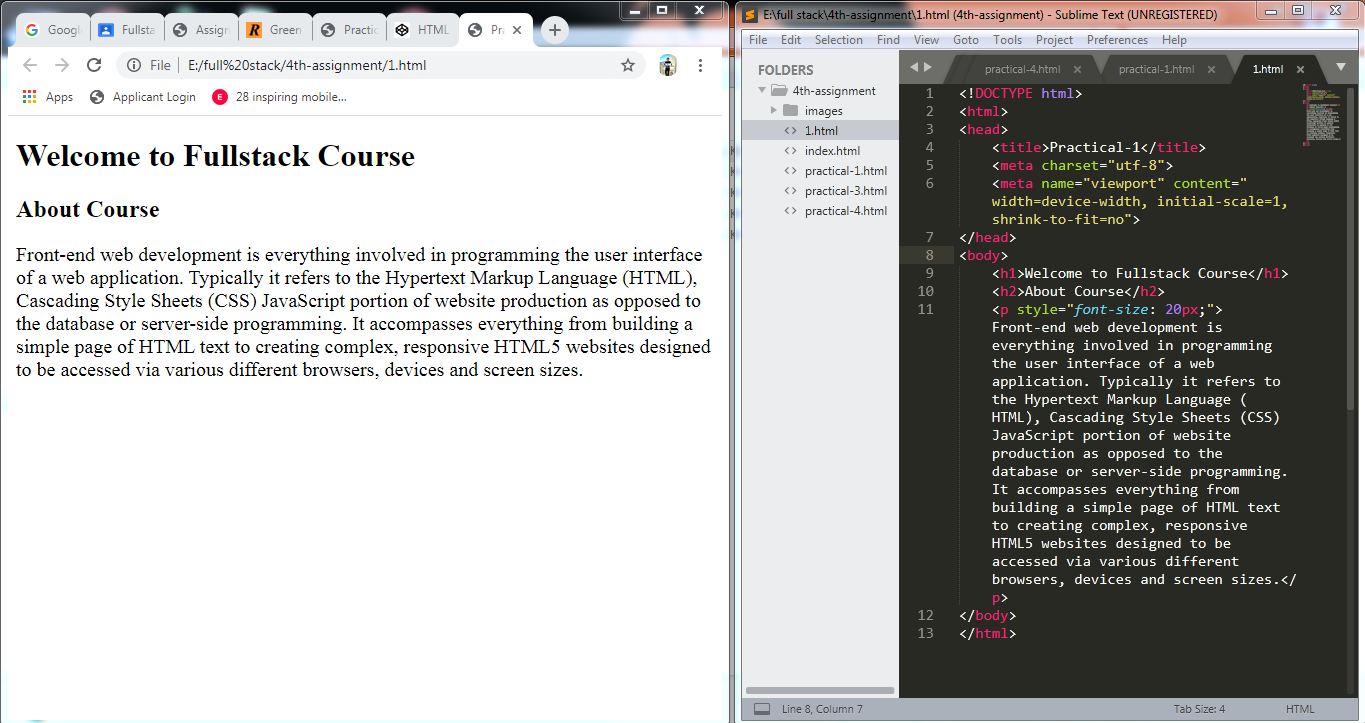 Googl
Fullsta
Assign
Green
Practic
HTML
Pr
File E:/full%20stack/4th-assignment/1.html
Apps Applicant Login 28 inspiring mobile...
Welcome to Fullstack Course
About Course
Front-end web development is everything involved in programming the user interface
of a web application. Typically it refers to the Hypertext Markup Language (HTML),
Cascading Style Sheets (CSS) JavaScript portion of website production as opposed to
the database or server-side programming. It accompasses everything from building a
simple page of HTML text to creating complex, responsive HTML5 websites designed
to be accessed via various different browsers, devices and screen sizes.
E:\full stack\4th-assignment\1.html (4th-assignment) - Sublime Text (UNREGISTERED)
File Edit Selection Find View Goto Tools Project Preferences Help
FOLDERS
4th-assignment
images
1.html
index.html
practical-1.html
practical-3.html
practical-4.html
practical-4.html practical-1.html 1.html
1 <!DOCTYPE html>
2 <html>
3 <head>
4 <title>Practical-1</title>
5 <meta charset="utf-8">
6 <meta name="viewport" content="
width=device-width, initial-scale=1,
shrink-to-fit=no">
7 </head>
8 <body>
9 <h1>Welcome to Fullstack Course</h1>
10 <h2>About Course</h2>
11 <p style="font-size: 20px;">
Front-end web development is
everything involved in programming
the user interface of a web
application. Typically it refers to
the Hypertext Markup Language (
HTML), Cascading Style Sheets (CSS)
JavaScript portion of website
production as opposed to the
database or server-side programming.
It accompasses everything from
building a simple page of HTML text
to creating complex, responsive
HTML5 websites designed to be
accessed via various different
browsers, devices and screen sizes.</
p>
12 </body>
13 </html>
Line 8, Column 7 Tab Size: 4 HTML